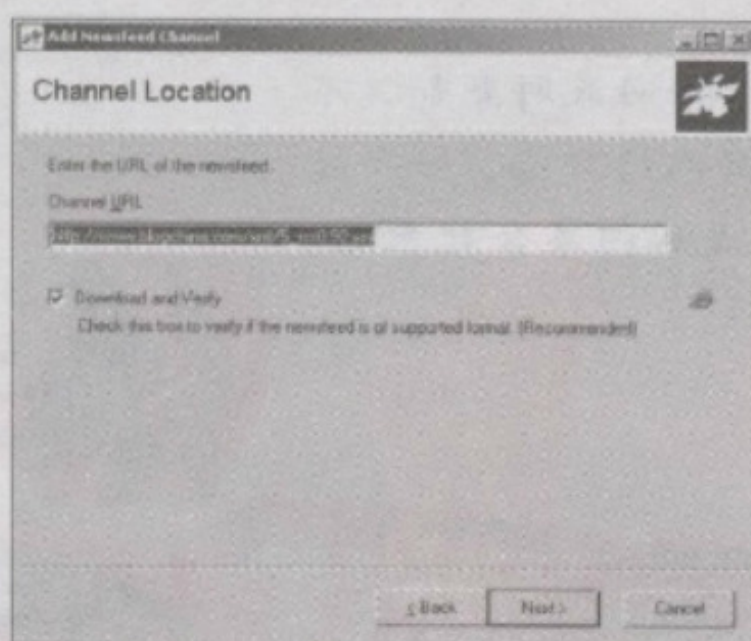 Add Newsfeed Channel
Channel Location
Enter the URL of the newsfeed.
Channel URL
Download and Verify
Check this box to verify if the newsfeed is of supported format. (Recommended)
< Back Next > Cancel